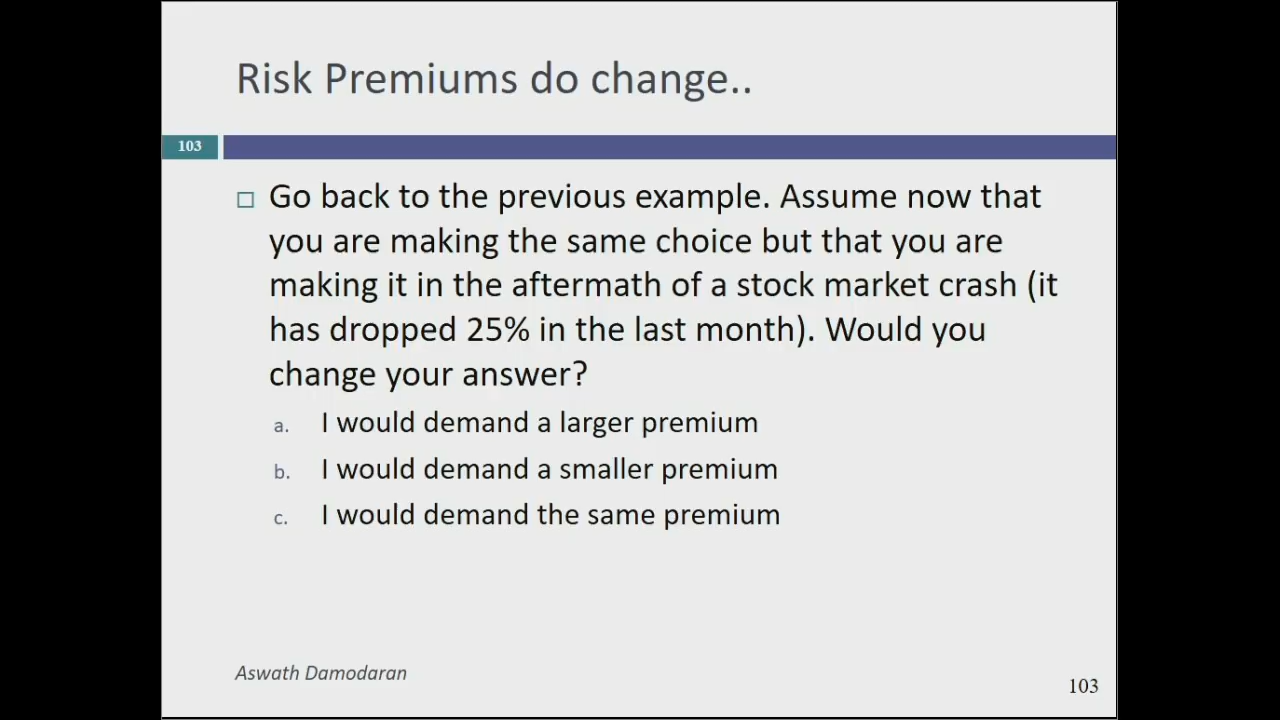 Risk Premiums do change..
103
Go back to the previous example. Assume now that
you are making the same choice but that you are
making it in the aftermath of a stock market crash (it
has dropped 25% in the last month). Would you
change your answer?
a. I would demand a larger premium
b. I would demand a smaller premium
c. I would demand the same premium
Aswath Damodaran
103